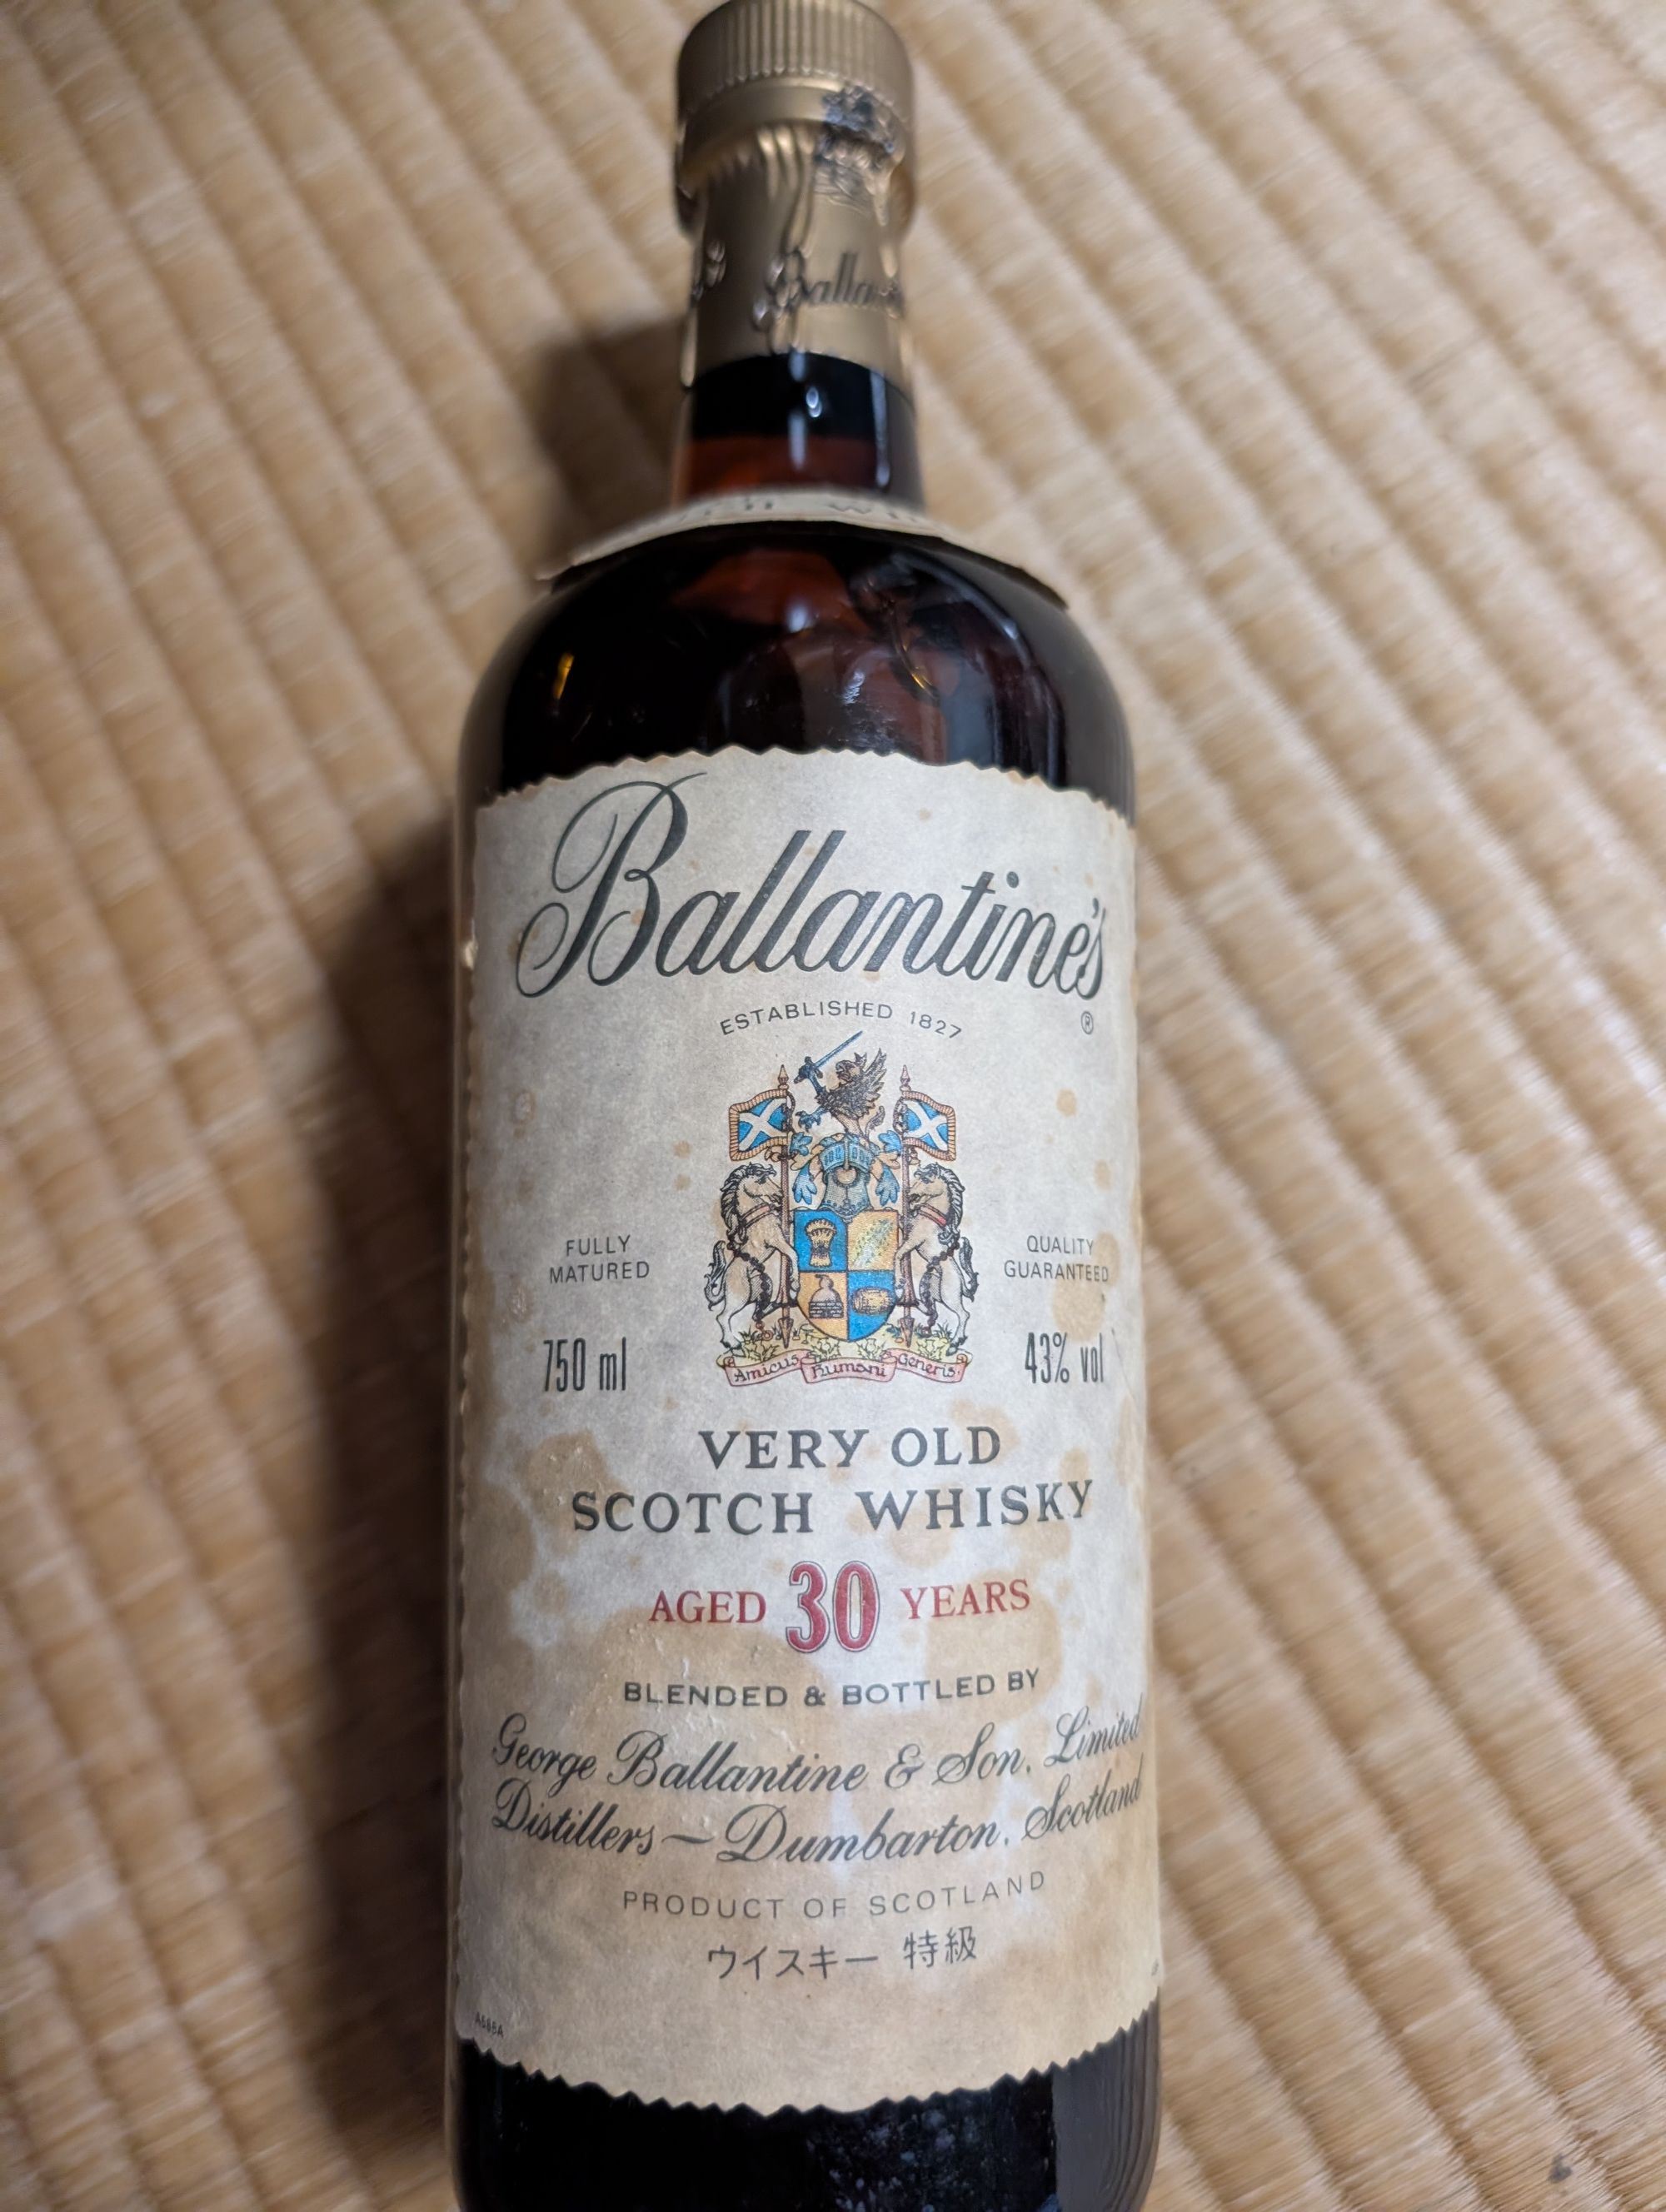 Ballantine's
ESTABLISHED 1827
®
FULLY
MATURED
QUALITY
GUARANTEED
750 ml
43% vol
Amicus Humani Generis
VERY OLD
SCOTCH WHISKY
AGED 30 YEARS
BLENDED & BOTTLED BY
George Ballantine & Son, Limited
Distillers — Dumbarton, Scotland
PRODUCT OF SCOTLAND
ウイスキー 特級